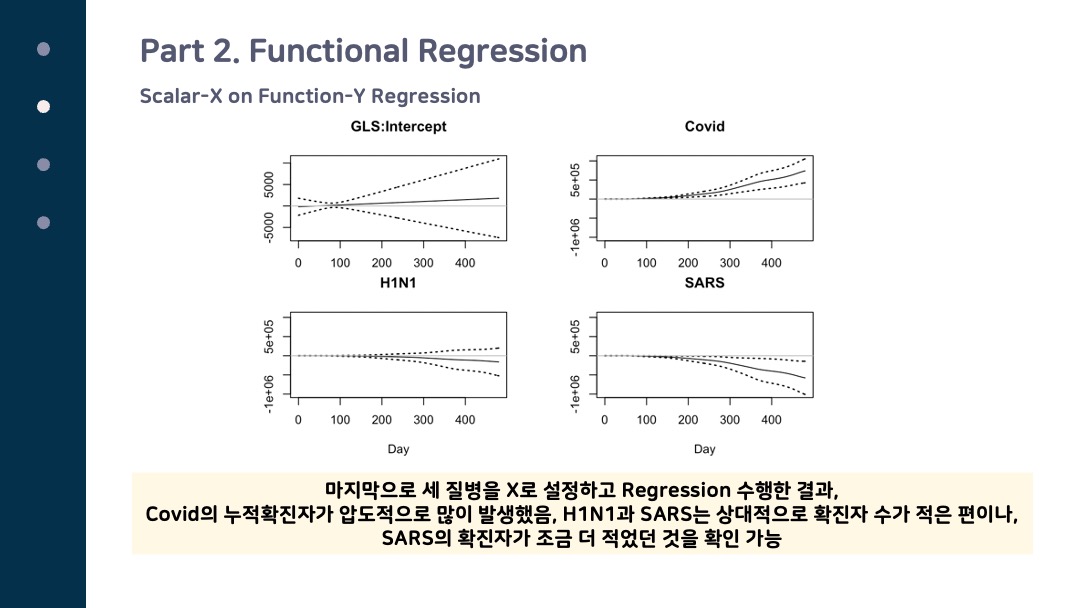 Part 2. Functional Regression
Scalar-X on Function-Y Regression
GLS:Intercept
5000
-5000
0 100 200 300 400
Covid
5e+05
-1e+06
0 100 200 300 400
H1N1
5e+05
-1e+06
0 100 200 300 400
Day
SARS
5e+05
-1e+06
0 100 200 300 400
Day
마지막으로 세 질병을 X로 설정하고 Regression 수행한 결과,
Covid의 누적확진자가 압도적으로 많이 발생했음, H1N1과 SARS는 상대적으로 확진자 수가 적은 편이나,
SARS의 확진자가 조금 더 적었던 것을 확인 가능